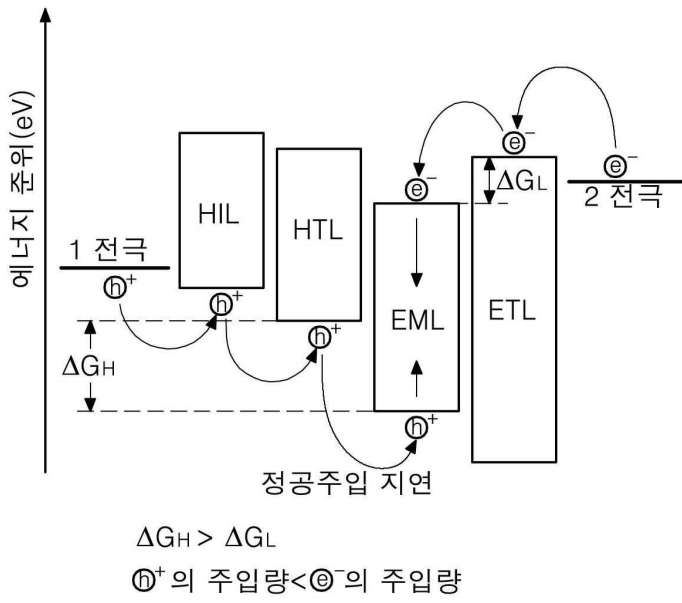 에너지 준위(eV)
1 전극
h+
HIL
h+
HTL
h+
e-
EML
h+
e-
ΔGL
ETL
e-
2 전극
ΔGH
정공주입 지연
ΔGH > ΔGL
h+의 주입량<e-의 주입량